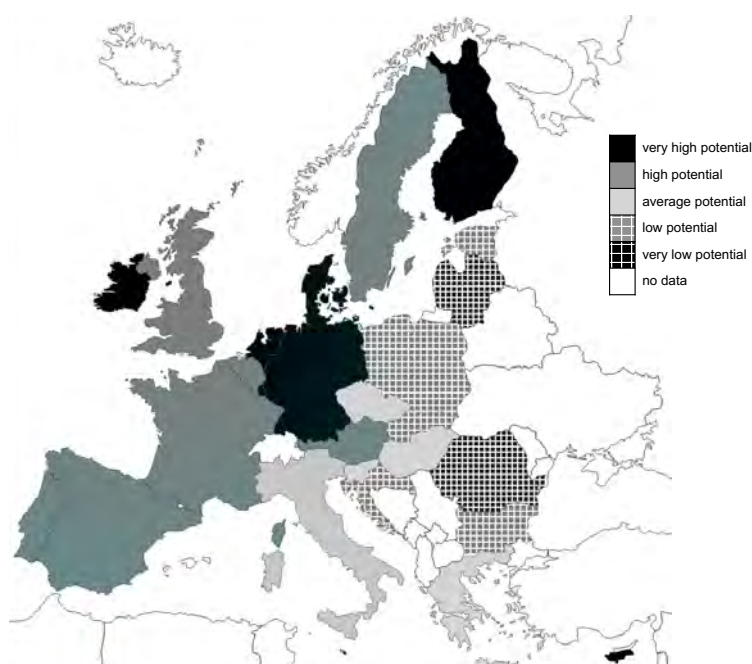 very high potential
high potential
average potential
low potential
very low potential
no data